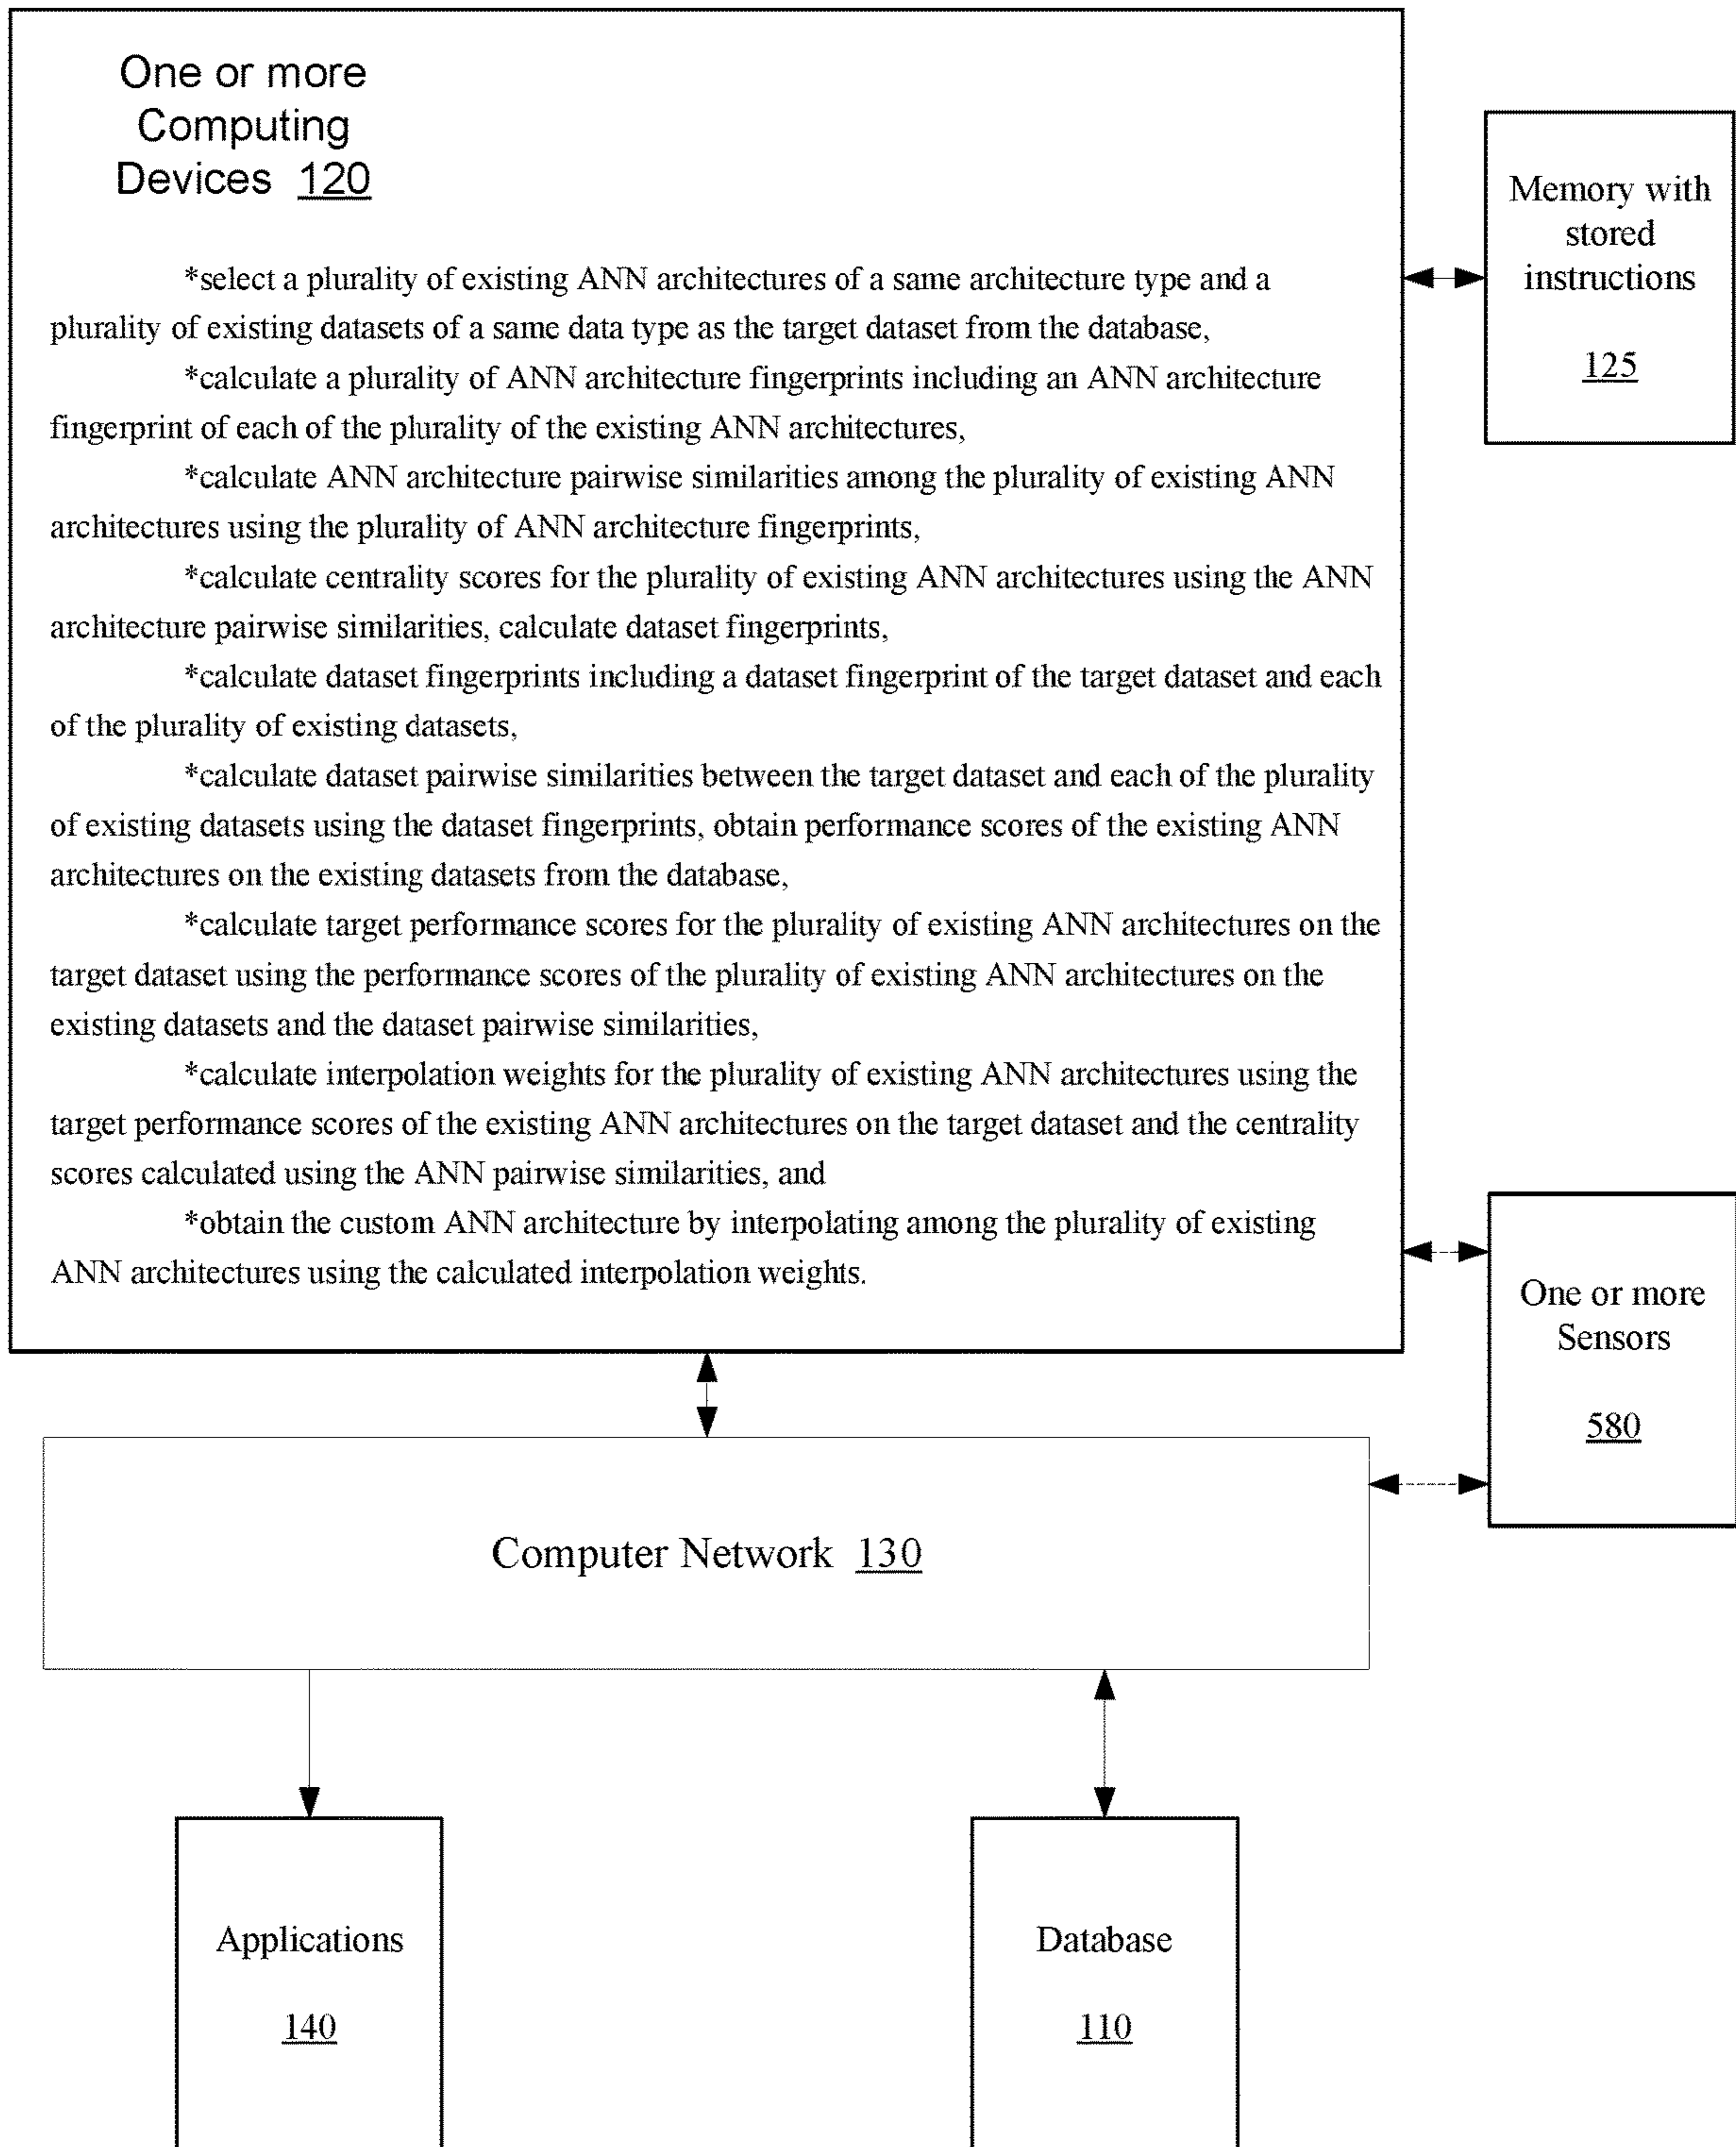 One or more
Computing
Devices 120
*select a plurality of existing ANN architectures of a same architecture type and a
plurality of existing datasets of a same data type as the target dataset from the database,
*calculate a plurality of ANN architecture fingerprints including an ANN architecture
fingerprint of each of the plurality of the existing ANN architectures,
*calculate ANN architecture pairwise similarities among the plurality of existing ANN
architectures using the plurality of ANN architecture fingerprints,
*calculate centrality scores for the plurality of existing ANN architectures using the ANN
architecture pairwise similarities, calculate dataset fingerprints,
*calculate dataset fingerprints including a dataset fingerprint of the target dataset and each
of the plurality of existing datasets,
*calculate dataset pairwise similarities between the target dataset and each of the plurality
of existing datasets using the dataset fingerprints, obtain performance scores of the existing ANN
architectures on the existing datasets from the database,
*calculate target performance scores for the plurality of existing ANN architectures on the
target dataset using the performance scores of the plurality of existing ANN architectures on the
existing datasets and the dataset pairwise similarities,
*calculate interpolation weights for the plurality of existing ANN architectures using the
target performance scores of the existing ANN architectures on the target dataset and the centrality
scores calculated using the ANN pairwise similarities, and
*obtain the custom ANN architecture by interpolating among the plurality of existing
ANN architectures using the calculated interpolation weights.
Memory with
stored
instructions
125
One or more
Sensors
580
Computer Network 130
Applications
140
Database
110